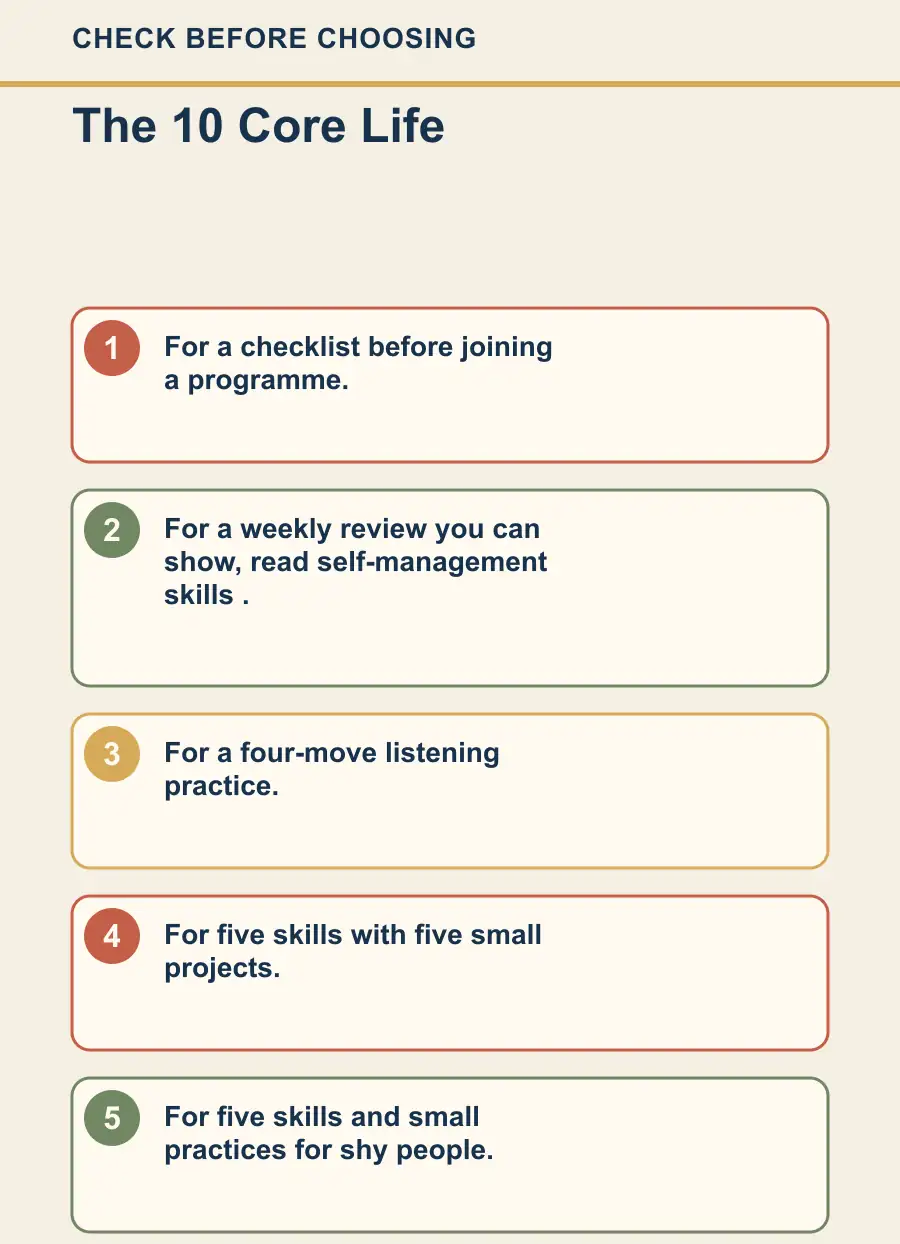 CHECK BEFORE CHOOSING
The 10 Core Life
1
For a checklist before joining
a programme.
2
For a weekly review you can
show, read self-management
skills .
3
For a four-move listening
practice.
4
For five skills with five small
projects.
5
For five skills and small
practices for shy people.